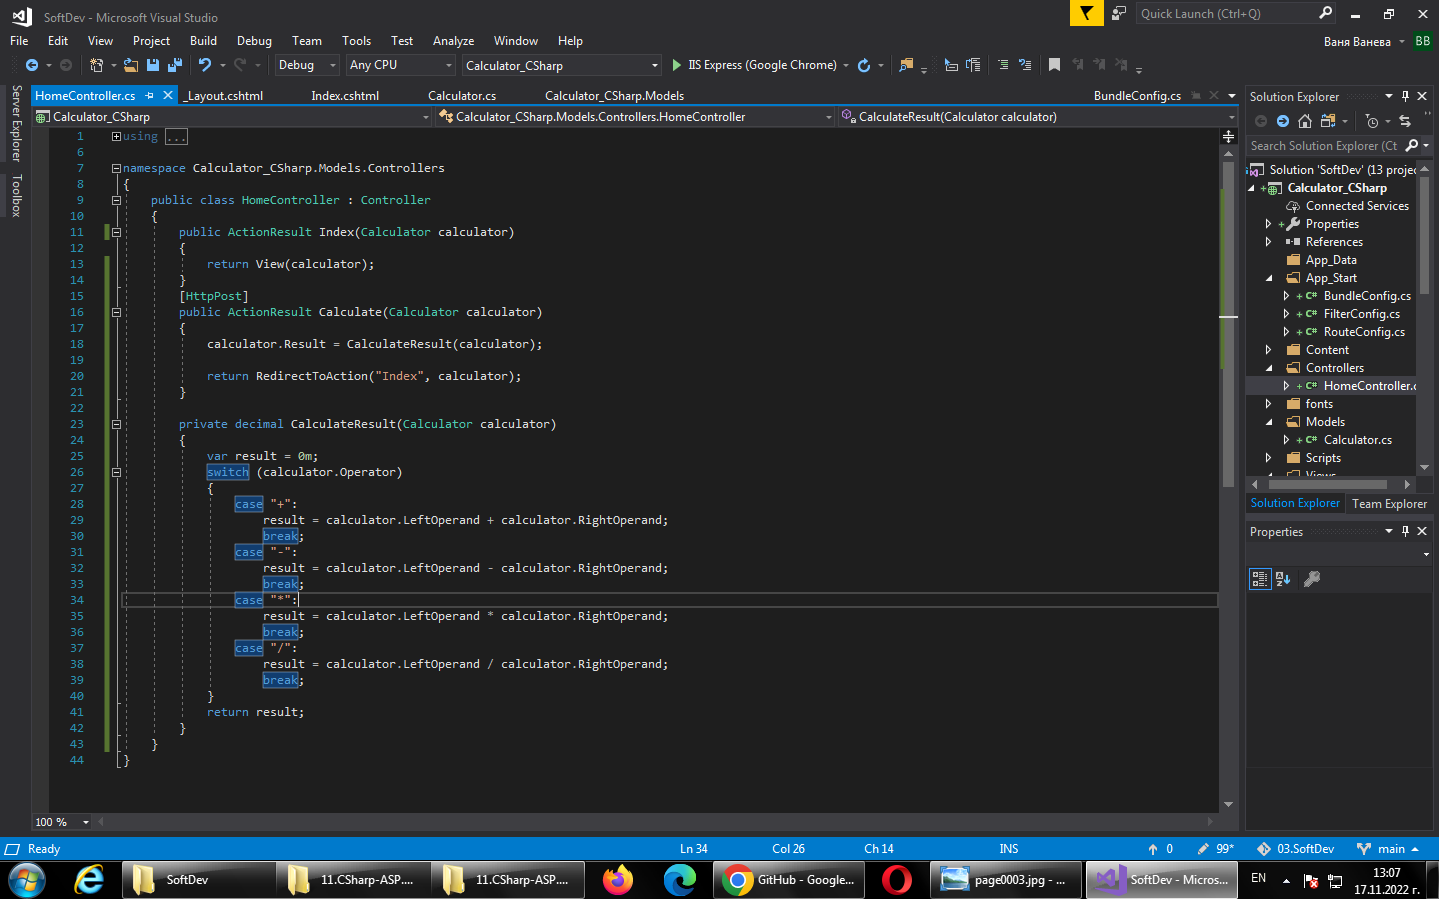 SoftDev - Microsoft Visual Studio
Quick Launch (Ctrl+Q)
File Edit View Project Build Debug Team Tools Test Analyze Window Help
Ваня Ванева BB
Debug Any CPU Calculator_CSharp IIS Express (Google Chrome)
Server Explorer
Toolbox
HomeController.cs _Layout.cshtml Index.cshtml Calculator.cs Calculator_CSharp.Models BundleConfig.cs
Calculator_CSharp Calculator_CSharp.Models.Controllers.HomeController CalculateResult(Calculator calculator)
1 using ...
6
7 namespace Calculator_CSharp.Models.Controllers
8 {
9 public class HomeController : Controller
10 {
11 public ActionResult Index(Calculator calculator)
12 {
13 return View(calculator);
14 }
15 [HttpPost]
16 public ActionResult Calculate(Calculator calculator)
17 {
18 calculator.Result = CalculateResult(calculator);
19
20 return RedirectToAction("Index", calculator);
21 }
22
23 private decimal CalculateResult(Calculator calculator)
24 {
25 var result = 0m;
26 switch (calculator.Operator)
27 {
28 case "+":
29 result = calculator.LeftOperand + calculator.RightOperand;
30 break;
31 case "-":
32 result = calculator.LeftOperand - calculator.RightOperand;
33 break;
34 case "*":
35 result = calculator.LeftOperand * calculator.RightOperand;
36 break;
37 case "/":
38 result = calculator.LeftOperand / calculator.RightOperand;
39 break;
40 }
41 return result;
42 }
43 }
44 }
100 %
Solution Explorer
Search Solution Explorer (Ct
Solution 'SoftDev' (13 projec
Calculator_CSharp
Connected Services
Properties
References
App_Data
App_Start
C# BundleConfig.cs
C# FilterConfig.cs
C# RouteConfig.cs
Content
Controllers
C# HomeController.c
fonts
Models
C# Calculator.cs
Scripts
Views
Solution Explorer Team Explorer
Properties
Ready Ln 34 Col 26 Ch 14 INS 0 99* 03.SoftDev main
SoftDev 11.CSharp-ASP.... 11.CSharp-ASP.... GitHub - Google... page0003.jpg - ... SoftDev - Micros... EN 13:07
17.11.2022 г.